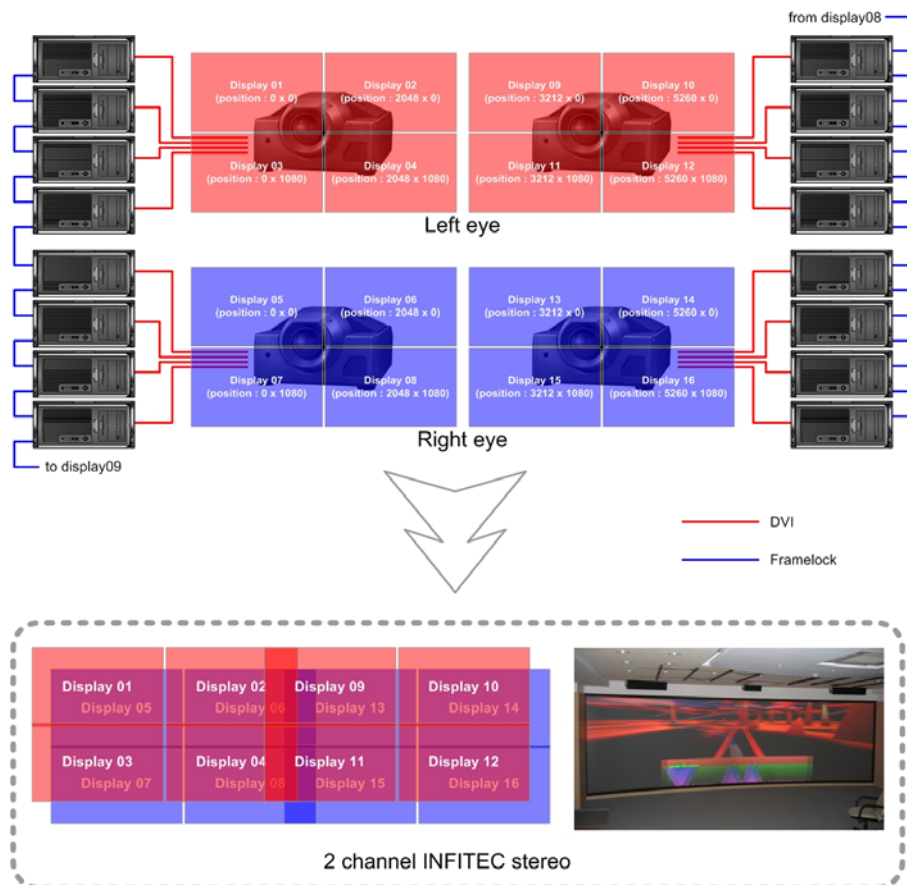 from display08
Display 01
(position : 0 x 0)
Display 02
(position : 2048 x 0)
Display 09
(position : 3212 x 0)
Display 10
(position : 5260 x 0)
Display 03
(position : 0 x 1080)
Display 04
(position : 2048 x 1080)
Display 11
(position : 3212 x 1080)
Display 12
(position : 5260 x 1080)
Left eye
Display 05
(position : 0 x 0)
Display 06
(position : 2048 x 0)
Display 13
(position : 3212 x 0)
Display 14
(position : 5260 x 0)
Display 07
(position : 0 x 1080)
Display 08
(position : 2048 x 1080)
Display 15
(position : 3212 x 1080)
Display 16
(position : 5260 x 1080)
Right eye
to display09
DVI
Framelock
Display 01
Display 02
Display 09
Display 10
Display 05
Display 06
Display 13
Display 14
Display 03
Display 04
Display 11
Display 12
Display 07
Display 08
Display 15
Display 16
2 channel INFITEC stereo